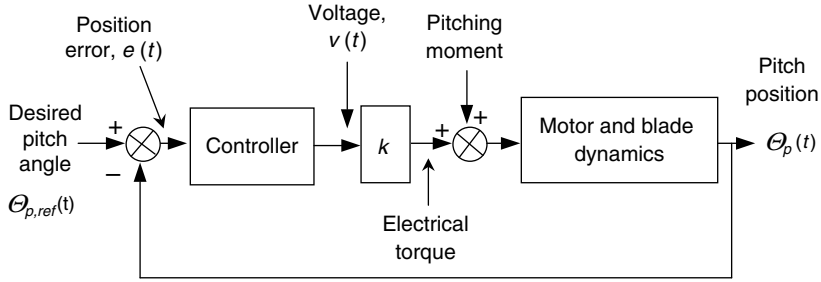 Position
error, e (t)
Voltage,
v (t)
Pitching
moment
Pitch
position
Desired
pitch
angle
Θp,ref(t)
+
−
Controller
k
+
+
Motor and blade
dynamics
Θp (t)
Electrical
torque